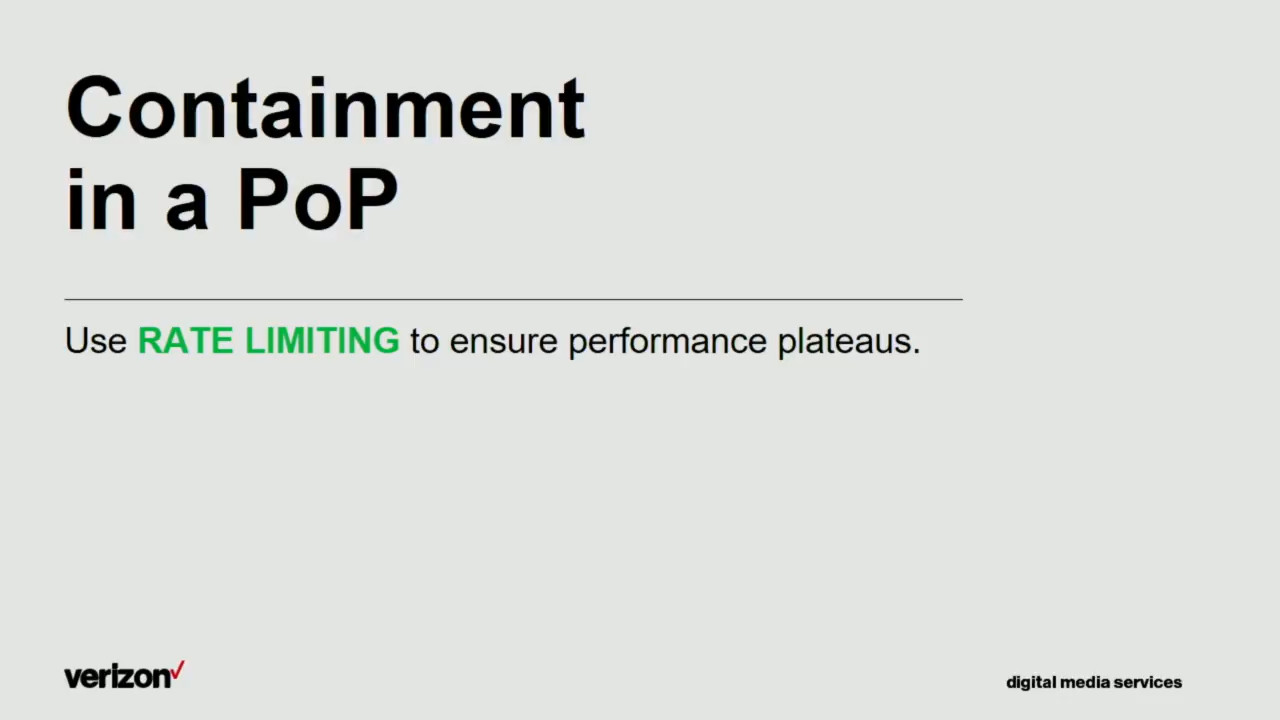 Containment
in a PoP
Use RATE LIMITING to ensure performance plateaus.
verizon
digital media services